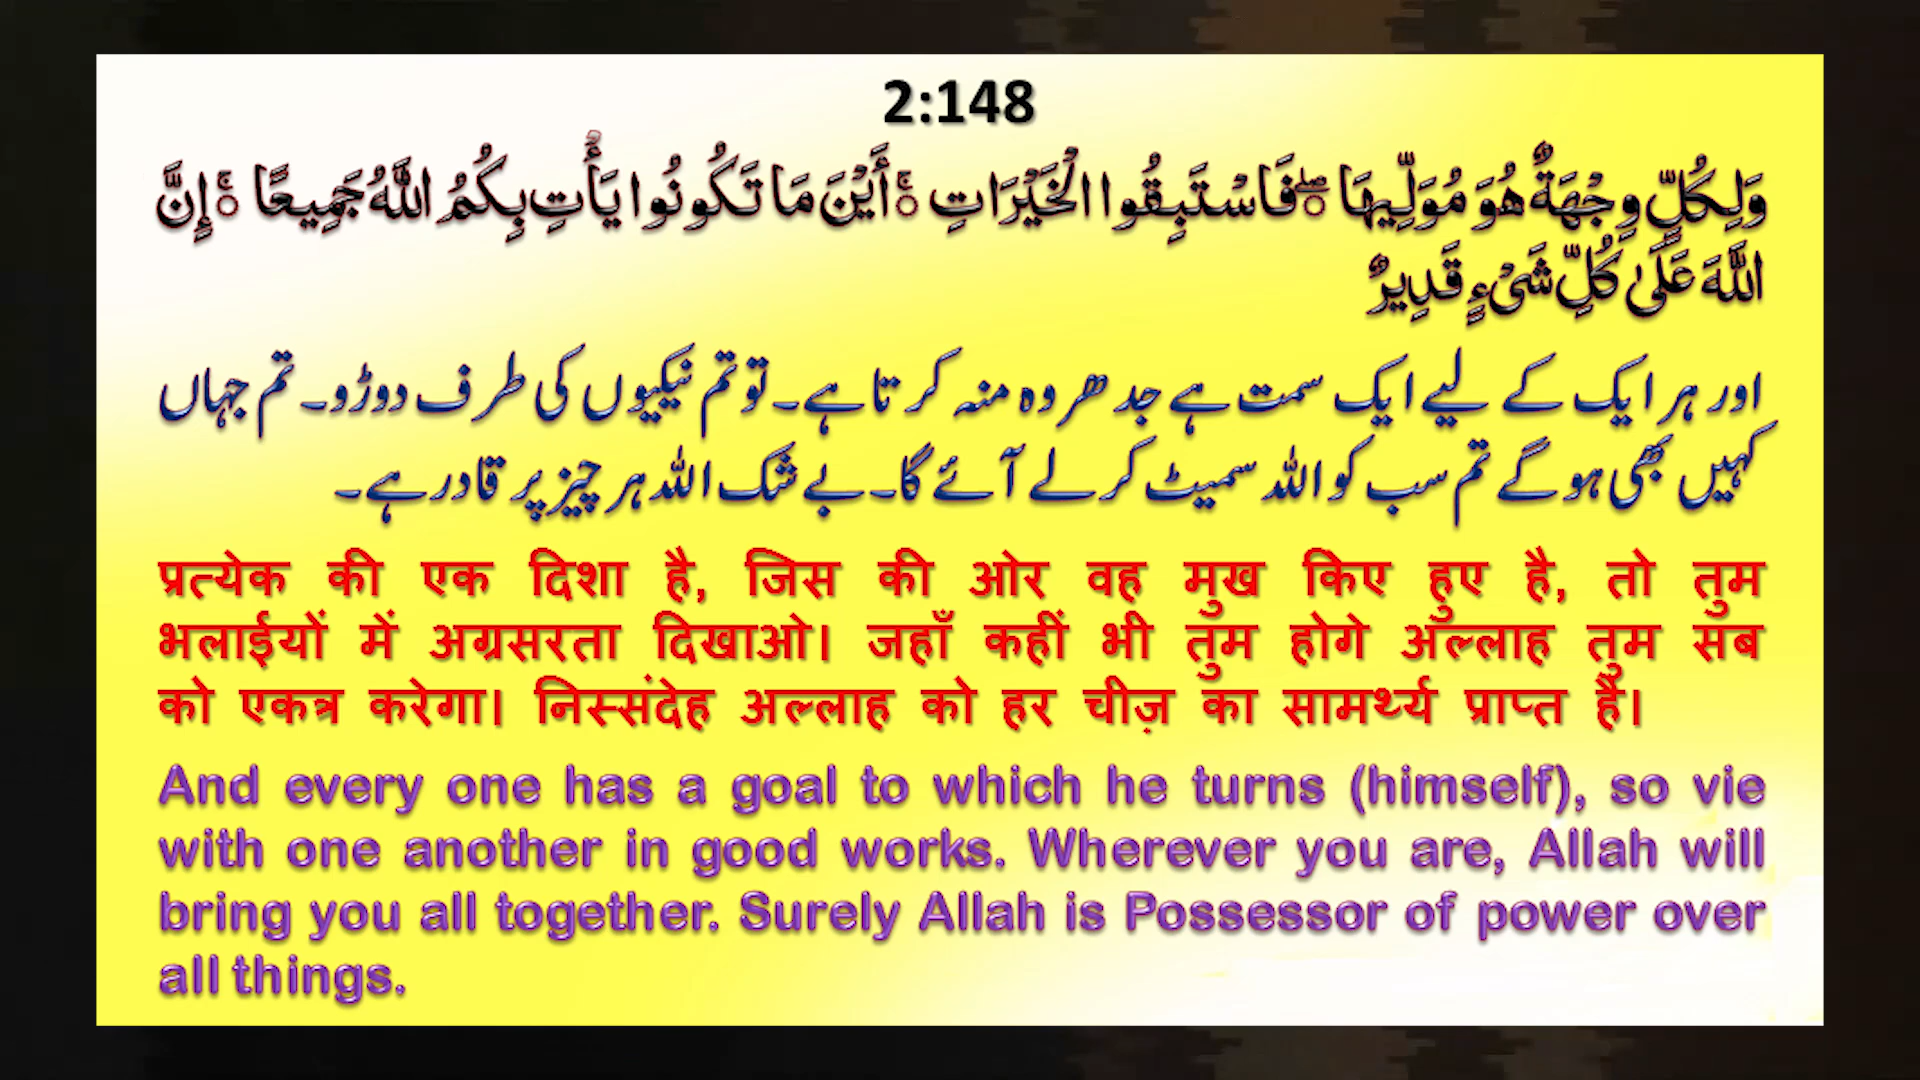 2:148
وَلِكُلٍّ وِجْهَةٌ هُوَ مُوَلِّيهَا ۖ فَاسْتَبِقُوا الْخَيْرَاتِ ۚ أَيْنَ مَا تَكُونُوا يَأْتِ بِكُمُ اللَّهُ جَمِيعًا ۚ إِنَّ
اللَّهَ عَلَىٰ كُلِّ شَيْءٍ قَدِيرٌ
اور ہر ایک کے لیے ایک سمت ہے جدھر وہ منہ کرتا ہے۔ تو تم نیکیوں کی طرف دوڑو۔ تم جہاں
کہیں بھی ہو گے تم سب کو اللہ سمیٹ کر لے آئے گا۔ بے شک اللہ ہر چیز پر قادر ہے۔
प्रत्येक की एक दिशा है, जिस की ओर वह मुख किए हुए है, तो तुम
भलाईयों में अग्रसरता दिखाओ। जहाँ कहीं भी तुम होगे अल्लाह तुम सब
को एकत्र करेगा। निस्संदेह अल्लाह को हर चीज़ का सामर्थ्य प्राप्त है।
And every one has a goal to which he turns (himself), so vie
with one another in good works. Wherever you are, Allah will
bring you all together. Surely Allah is Possessor of power over
all things.